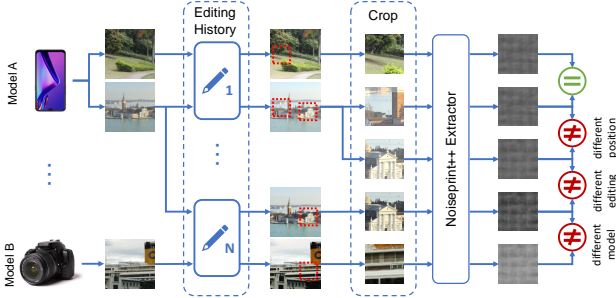 Editing
History
Crop
Model A
1
Noiseprint++ Extractor
=
≠
different
position
≠
different
editing
≠
different
model
N
Model B